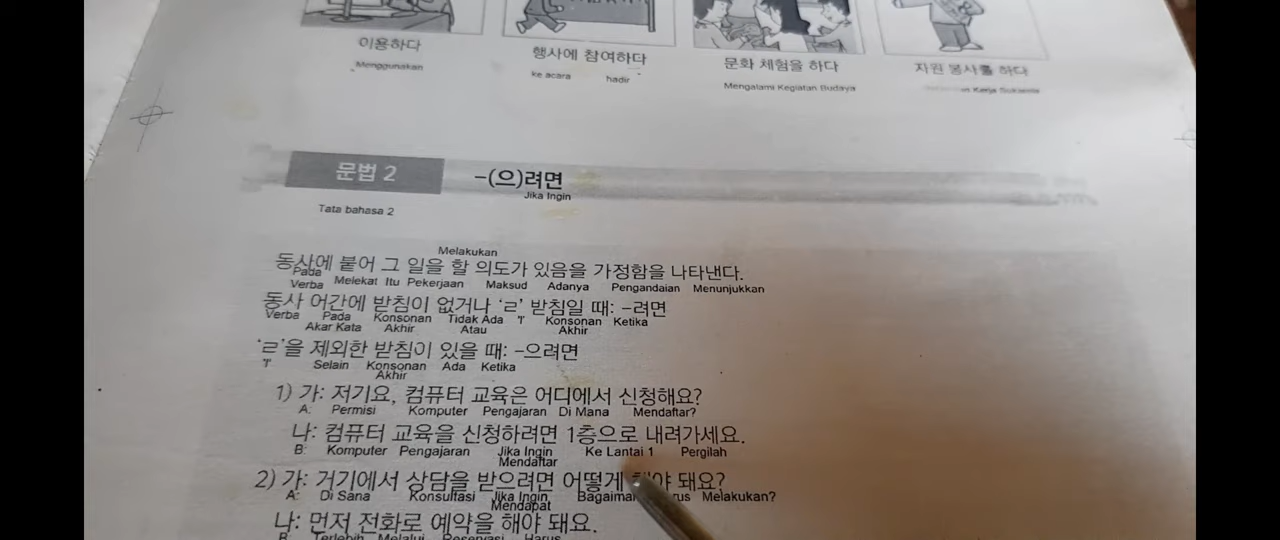 이용하다 행사에 참여하다 문화 체험을 하다 자원 봉사를 하다
Menggunakan ke acara hadir Mengalami Kegiatan Budaya Kerja Sukarela
문법 2 -(으)려면
Jika Ingin
Tata bahasa 2
Melakukan
동사에 붙어 그 일을 할 의도가 있음을 가정함을 나타낸다.
Pada
Verba Melekat Itu Pekerjaan Maksud Adanya Pengandaian Menunjukkan
동사 어간에 받침이 없거나 'ㄹ' 받침일 때: -려면
Verba Pada Konsonan Tidak Ada 'l' Konsonan Ketika
Akar Kata Akhir Atau Akhir
'ㄹ'을 제외한 받침이 있을 때: -으려면
'l' Selain Konsonan Ada Ketika
Akhir
1) 가: 저기요, 컴퓨터 교육은 어디에서 신청해요?
A: Permisi Komputer Pengajaran Di Mana Mendaftar?
나: 컴퓨터 교육을 신청하려면 1층으로 내려가세요.
B: Komputer Pengajaran Jika Ingin Ke Lantai 1 Pergilah
Mendaftar
2) 가: 거기에서 상담을 받으려면 어떻게 해야 돼요?
A: Di Sana Konsultasi Jika Ingin Melakukan?
Mendapat
나: 먼저 전화로 예약을 해야 돼요.
B: Terlebih Melalui Reservasi Harus